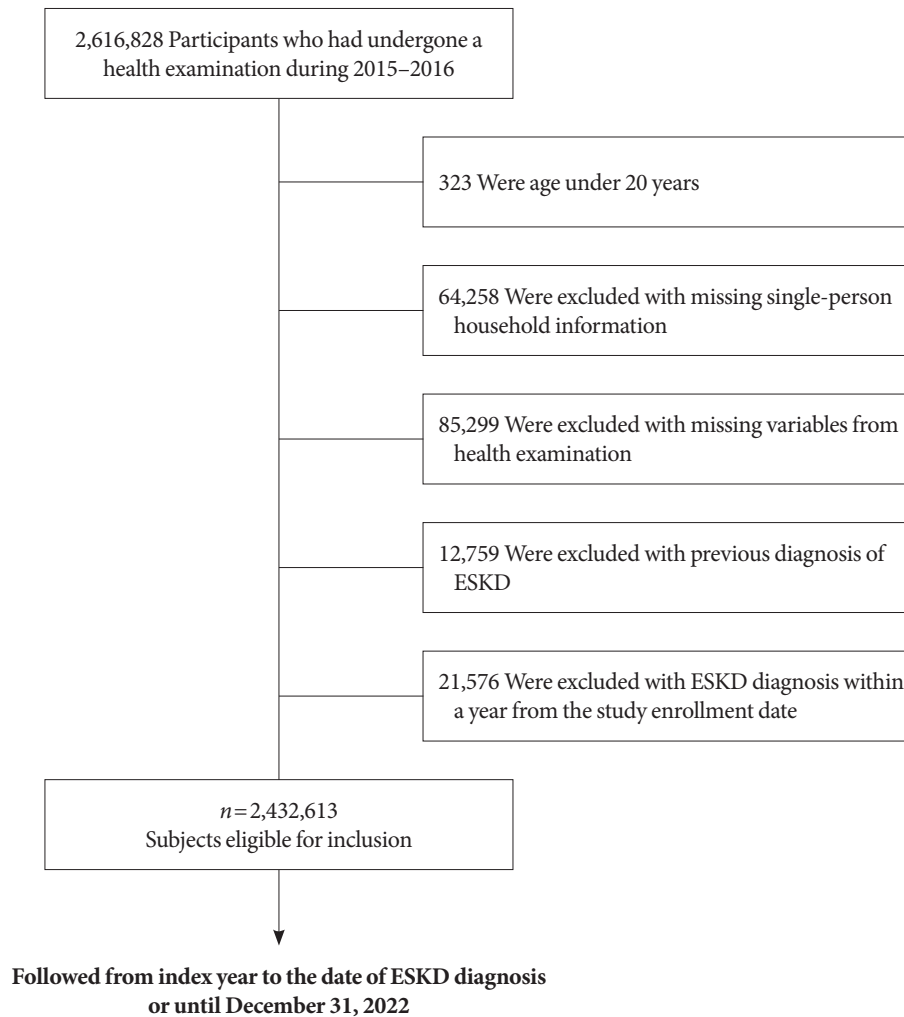 2,616,828 Participants who had undergone a
health examination during 2015–2016
323 Were age under 20 years
64,258 Were excluded with missing single-person
household information
85,299 Were excluded with missing variables from
health examination
12,759 Were excluded with previous diagnosis of
ESKD
21,576 Were excluded with ESKD diagnosis within
a year from the study enrollment date
n=2,432,613
Subjects eligible for inclusion
Followed from index year to the date of ESKD diagnosis
or until December 31, 2022